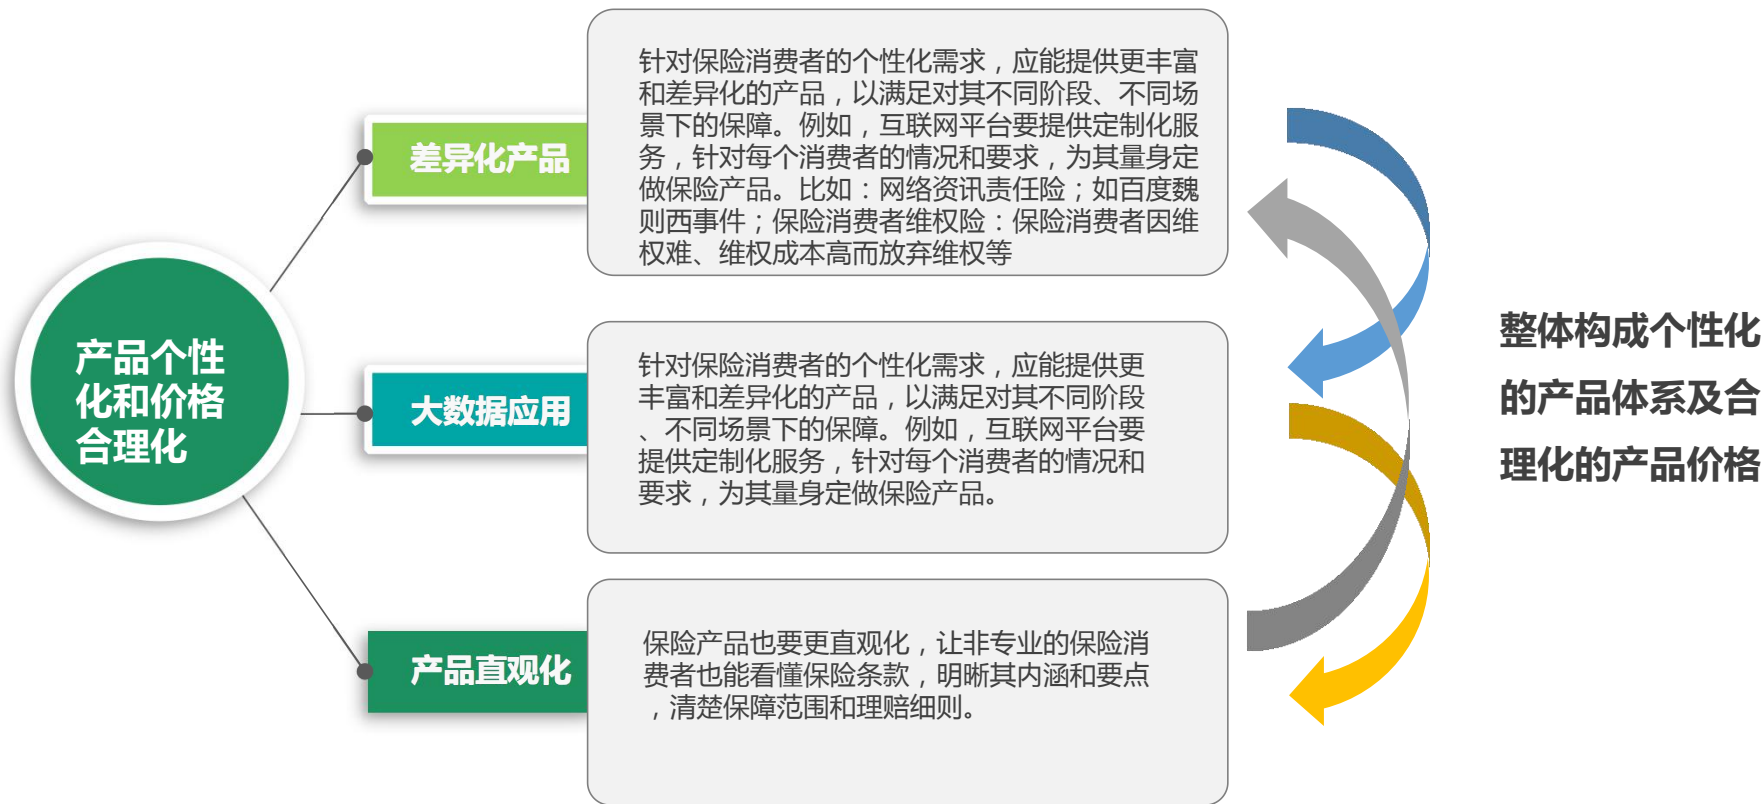 产品个性
化和价格
合理化
差异化产品
针对保险消费者的个性化需求，应能提供更丰富
和差异化的产品，以满足对其不同阶段、不同场
景下的保障。例如，互联网平台要提供定制化服
务，针对每个消费者的情况和要求，为其量身定
做保险产品。比如：网络资讯责任险；如百度魏
则西事件；保险消费者维权险：保险消费者因维
权难、维权成本高而放弃维权等
大数据应用
针对保险消费者的个性化需求，应能提供更
丰富和差异化的产品，以满足对其不同阶段
、不同场景下的保障。例如，互联网平台要
提供定制化服务，针对每个消费者的情况和
要求，为其量身定做保险产品。
产品直观化
保险产品也要更直观化，让非专业的保险消
费者也能看懂保险条款，明晰其内涵和要点
，清楚保障范围和理赔细则。
整体构成个性化
的产品体系及合
理化的产品价格